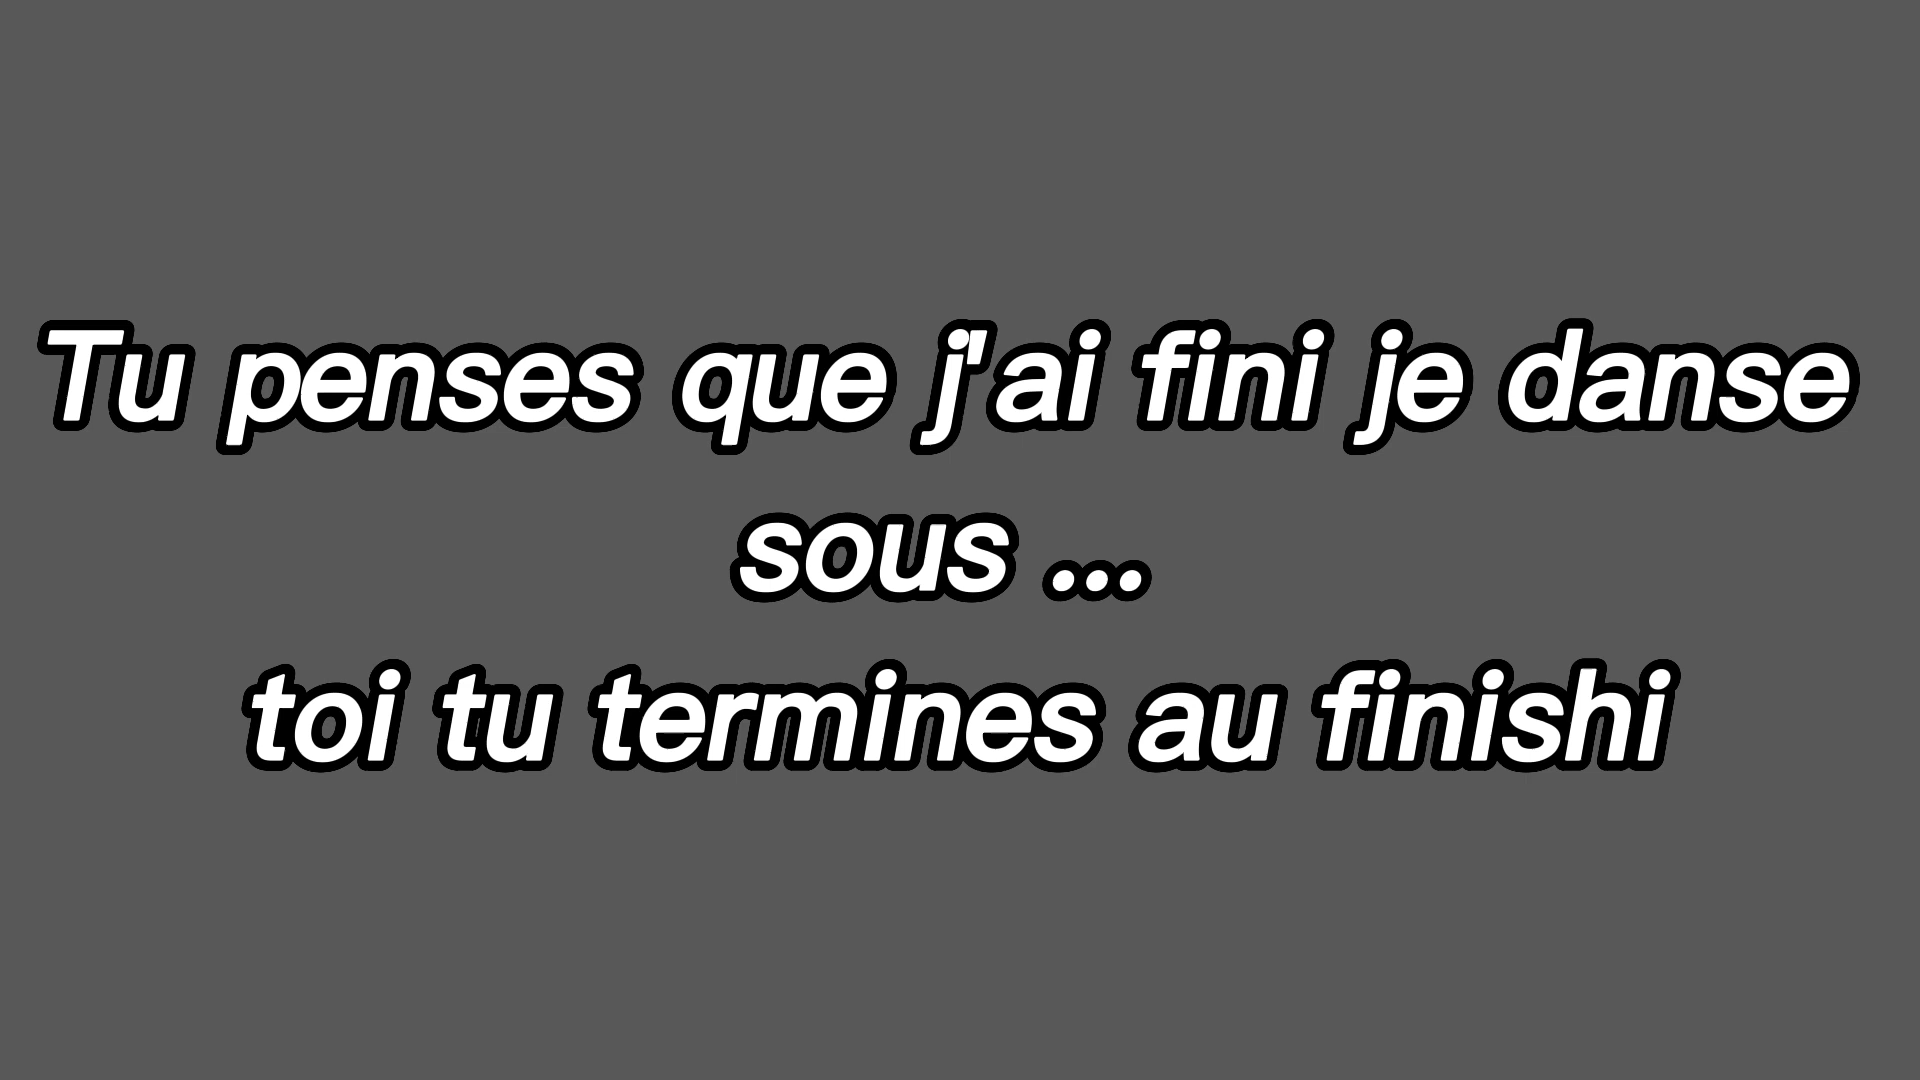 Tu penses que j'ai fini je danse
sous ...
toi tu termines au finishi